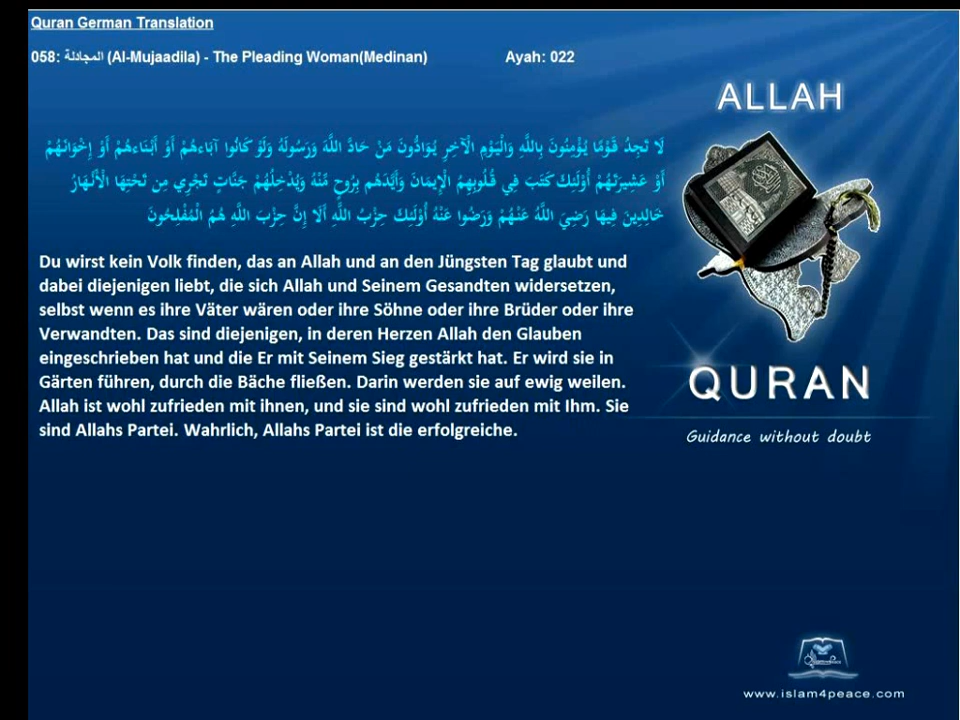 Quran German Translation
058: المجادلة (Al-Mujaadila) - The Pleading Woman(Medinan) Ayah: 022
ALLAH
لَا تَجِدُ قَوْمًا يُؤْمِنُونَ بِاللَّهِ وَالْيَوْمِ الْآخِرِ يُوَادُّونَ مَنْ حَادَّ اللَّهَ وَرَسُولَهُ وَلَوْ كَانُوا آبَاءهُمْ أَوْ أَبْنَاءهُمْ أَوْ إِخْوَانَهُمْ
أَوْ عَشِيرَتَهُمْ أُوْلَئِكَ كَتَبَ فِي قُلُوبِهِمُ الْإِيمَانَ وَأَيَّدَهُم بِرُوحٍ مِّنْهُ وَيُدْخِلُهُمْ جَنَّاتٍ تَجْرِي مِن تَحْتِهَا الْأَنْهَارُ
خَالِدِينَ فِيهَا رَضِيَ اللَّهُ عَنْهُمْ وَرَضُوا عَنْهُ أُوْلَئِكَ حِزْبُ اللَّهِ أَلَا إِنَّ حِزْبَ اللَّهِ هُمُ الْمُفْلِحُونَ
Du wirst kein Volk finden, das an Allah und an den Jüngsten Tag glaubt und
dabei diejenigen liebt, die sich Allah und Seinem Gesandten widersetzen,
selbst wenn es ihre Väter wären oder ihre Söhne oder ihre Brüder oder ihre
Verwandten. Das sind diejenigen, in deren Herzen Allah den Glauben
eingeschrieben hat und die Er mit Seinem Sieg gestärkt hat. Er wird sie in
Gärten führen, durch die Bäche fließen. Darin werden sie auf ewig weilen.
Allah ist wohl zufrieden mit ihnen, und sie sind wohl zufrieden mit Ihm. Sie
sind Allahs Partei. Wahrlich, Allahs Partei ist die erfolgreiche.
QURAN
Guidance without doubt
www.islam4peace.com